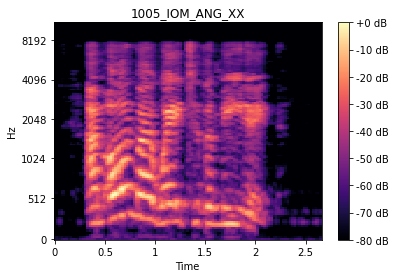 1005_IOM_ANG_XX
+0 dB
8192
-10 dB
4096
-20 dB
-30 dB
2048
Hz
-40 dB
1024
-50 dB
512
-60 dB
-70 dB
0
-80 dB
0 0.5 1 1.5 2 2.5
Time